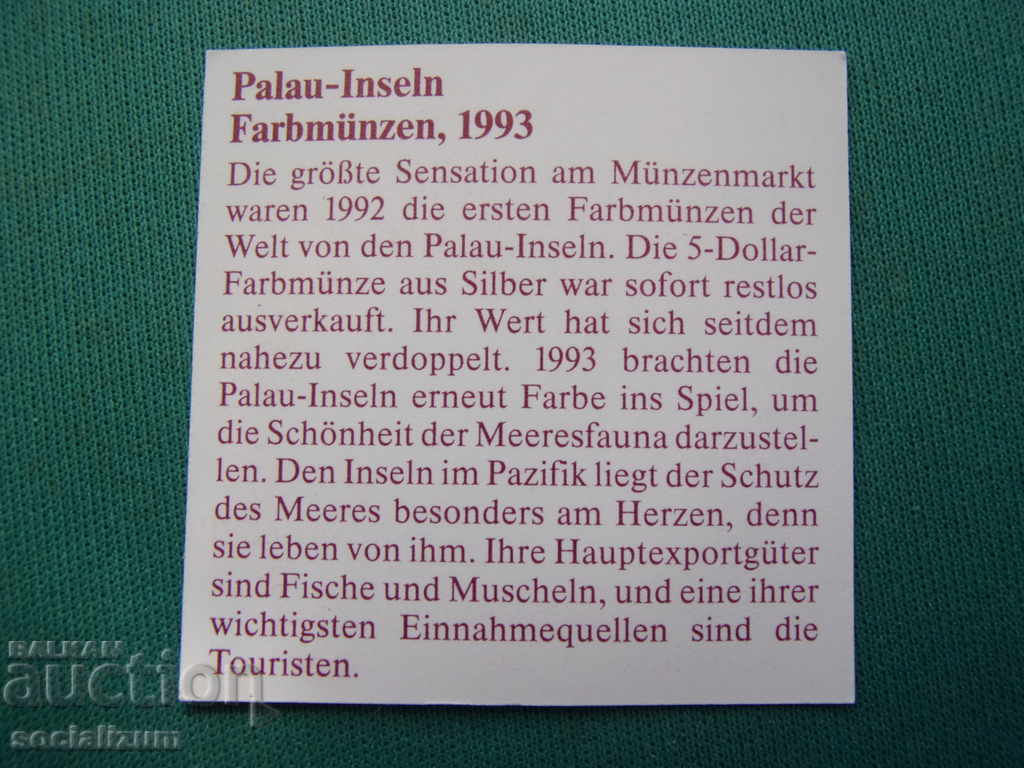 Palau-Inseln
Farbmünzen, 1993
Die größte Sensation am Münzenmarkt
waren 1992 die ersten Farbmünzen der
Welt von den Palau-Inseln. Die 5-Dollar-
Farbmünze aus Silber war sofort restlos
ausverkauft. Ihr Wert hat sich seitdem
nahezu verdoppelt. 1993 brachten die
Palau-Inseln erneut Farbe ins Spiel, um
die Schönheit der Meeresfauna darzustel-
len. Den Inseln im Pazifik liegt der Schutz
des Meeres besonders am Herzen, denn
sie leben von ihm. Ihre Hauptexportgüter
sind Fische und Muscheln, und eine ihrer
wichtigsten Einnahmequellen sind die
Touristen.
BALKAN
auction
socializum